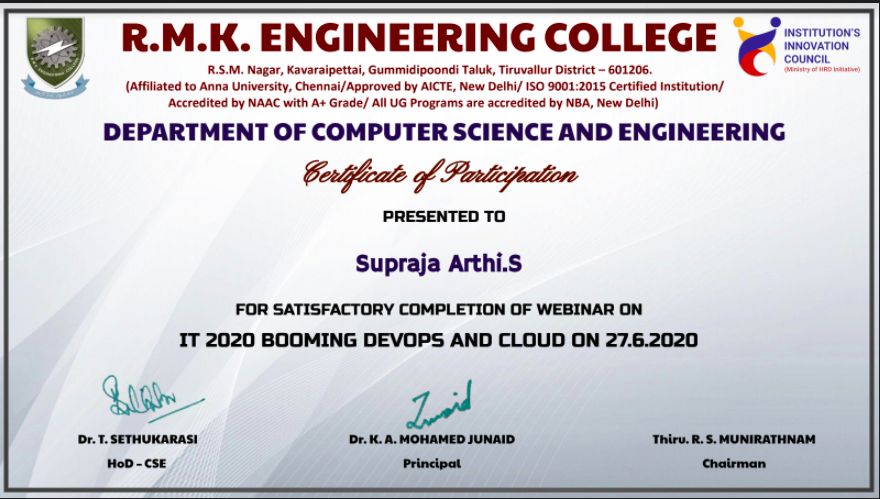 R.M.K. ENGINEERING COLLEGE
INSTITUTION'S
INNOVATION
COUNCIL
(Ministry of HRD Initiative)
R.S.M. Nagar, Kavaraipettai, Gummidipoondi Taluk, Tiruvallur District – 601206.
(Affiliated to Anna University, Chennai/Approved by AICTE, New Delhi/ ISO 9001:2015 Certified Institution/
Accredited by NAAC with A+ Grade/ All UG Programs are accredited by NBA, New Delhi)
DEPARTMENT OF COMPUTER SCIENCE AND ENGINEERING
Certificate of Participation
PRESENTED TO
Supraja Arthi.S
FOR SATISFACTORY COMPLETION OF WEBINAR ON
IT 2020 BOOMING DEVOPS AND CLOUD ON 27.6.2020
Junaid
Dr. T. SETHUKARASI Dr. K. A. MOHAMED JUNAID Thiru. R. S. MUNIRATHNAM
HoD – CSE Principal Chairman